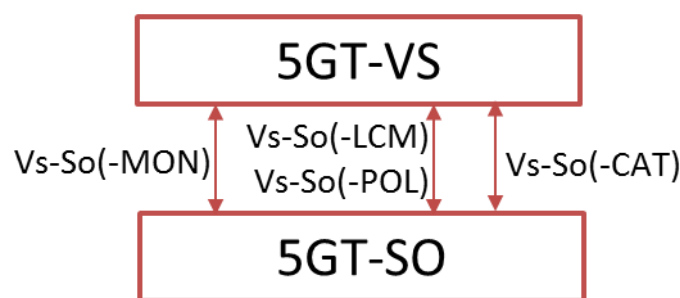 5GT-VS
Vs-So(-MON)
Vs-So(-LCM)
Vs-So(-POL)
Vs-So(-CAT)
5GT-SO